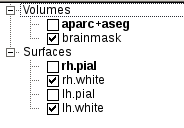 Volumes
aparc+aseg
brainmask
Surfaces
rh.pial
rh.white
lh.pial
lh.white